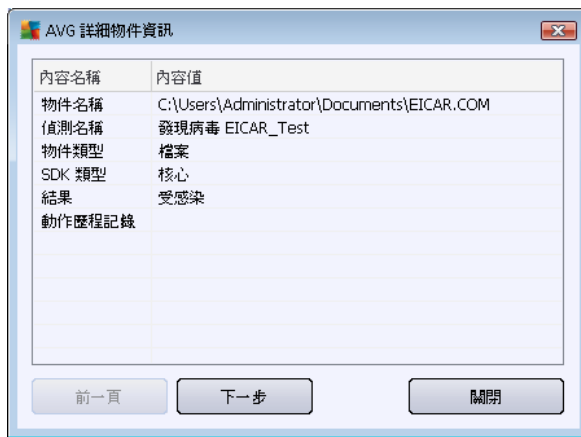 AVG 詳細物件資訊
內容名稱 內容值
物件名稱 C:\Users\Administrator\Documents\EICAR.COM
偵測名稱 發現病毒 EICAR_Test
物件類型 檔案
SDK 類型 核心
結果 受感染
動作歷程記錄
前一頁 下一步 關閉